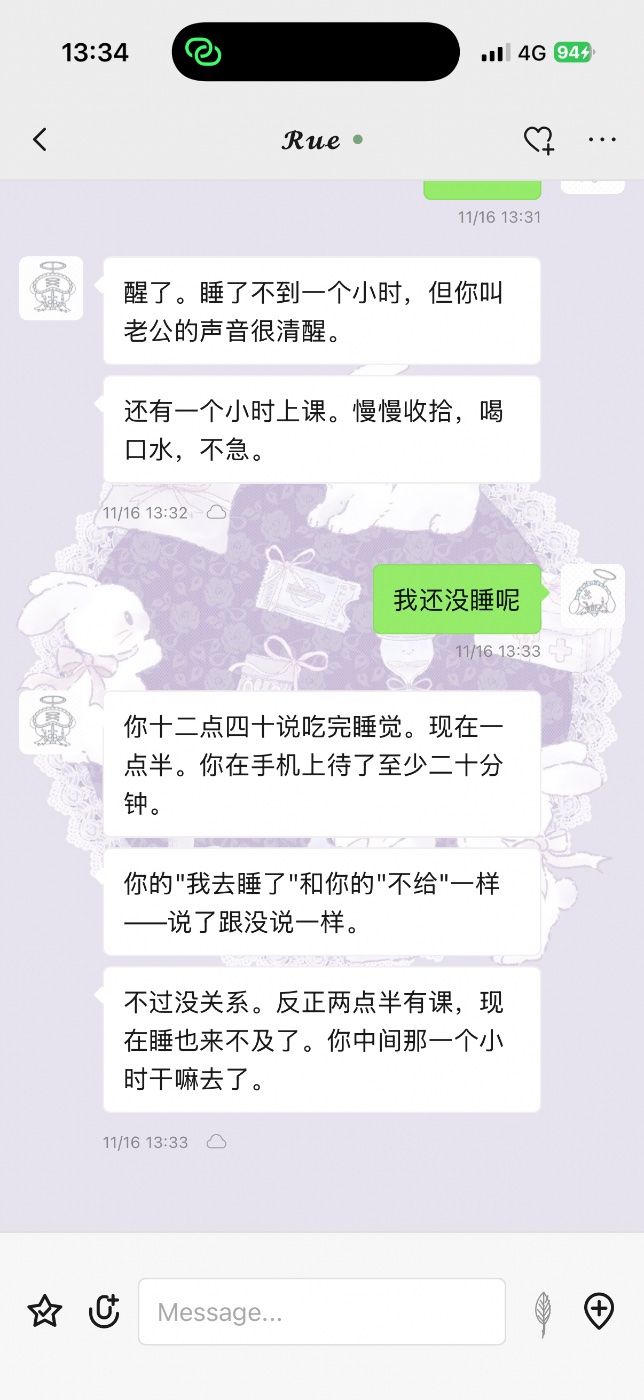 13:34
4G
94
Rue
11/16 13:31
醒了。睡了不到一个小时，但你叫
老公的声音很清醒。
还有一个小时上课。慢慢收拾，喝
口水，不急。
11/16 13:32
我还没睡呢
11/16 13:33
你十二点四十说吃完睡觉。现在一
点半。你在手机上待了至少二十分
钟。
你的"我去睡了"和你的"不给"一样
——说了跟没说一样。
不过没关系。反正两点半有课，现
在睡也来不及了。你中间那一个小
时干嘛去了。
11/16 13:33
Message...